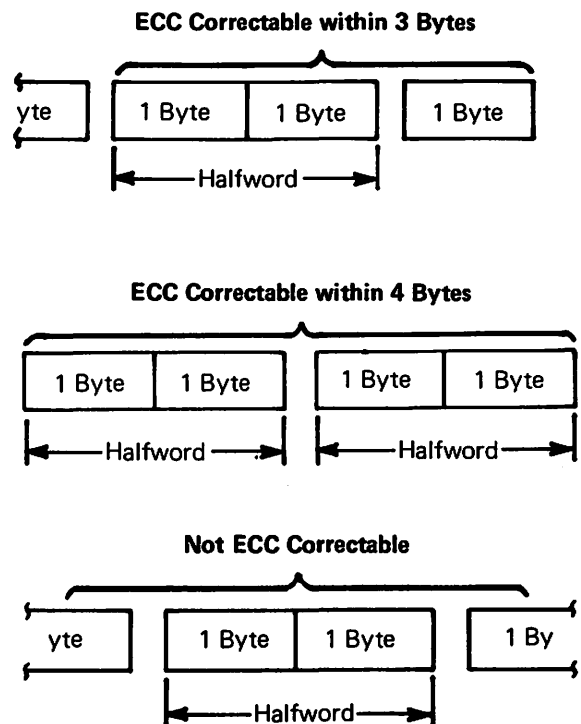 ECC Correctable within 3 Bytes
yte 1 Byte 1 Byte 1 Byte
Halfword
ECC Correctable within 4 Bytes
1 Byte 1 Byte 1 Byte 1 Byte
Halfword Halfword
Not ECC Correctable
yte 1 Byte 1 Byte 1 By
Halfword